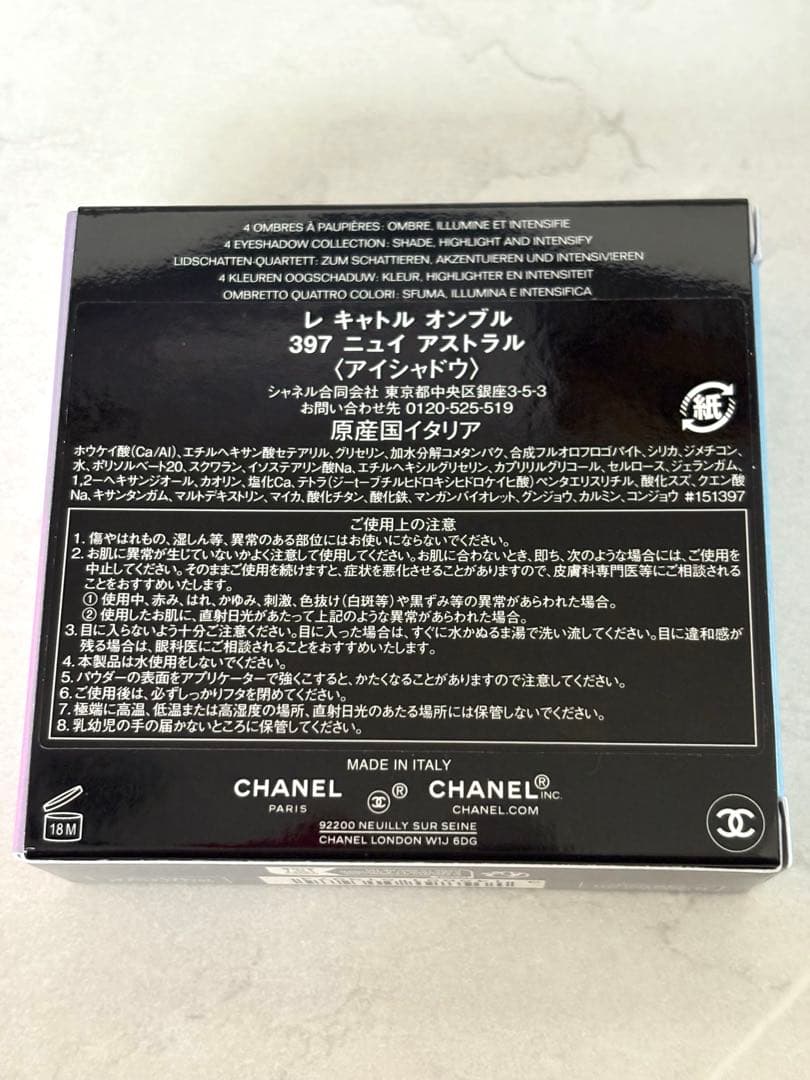 4 OMBRES À PAUPIÈRES: OMBRE, ILLUMINE ET INTENSIFIE
4 EYESHADOW COLLECTION: SHADE, HIGHLIGHT AND INTENSIFY
LIDSCHATTEN-QUARTETT: ZUM SCHATTIEREN, AKZENTUIEREN UND INTENSIVIEREN
4 KLEUREN OOGSCHADUW: KLEUR, HIGHLIGHTER EN INTENSITEIT
OMBRETTO QUATTRO COLORI: SFUMA, ILLUMINA E INTENSIFICA
レ キャトル オンブル
397 ニュイ アストラル
〈アイシャドウ〉
シャネル合同会社 東京都中央区銀座3-5-3
お問い合わせ先 0120-525-519
原産国イタリア
紙
ホウケイ酸(Ca/Al)、エチルヘキサン酸セテアリル、グリセリン、加水分解コメタンパク、合成フルオロフロゴパイト、シリカ、ジメチコン、
水、ポリソルベート20、スクワラン、イソステアリン酸Na、エチルヘキシルグリセリン、カプリリルグリコール、セルロース、ジェランガム、
1,2-ヘキサンジオール、カオリン、塩化Ca、テトラ(ジ-t-ブチルヒドロキシヒドロケイヒ酸)ペンタエリスリチル、酸化スズ、クエン酸
Na、キサンタンガム、マルトデキストリン、マイカ、酸化チタン、酸化鉄、マンガンバイオレット、グンジョウ、カルミン、コンジョウ #151397
ご使用上の注意
1. 傷やはれもの、湿しん等、異常のある部位にはお使いにならないでください。
2. お肌に異常が生じていないかよく注意して使用してください。お肌に合わないとき、即ち、次のような場合には、ご使用を
中止してください。そのままご使用を続けますと、症状を悪化させることがありますので、皮膚科専門医等にご相談される
ことをおすすめいたします。
① 使用中、赤み、はれ、かゆみ、刺激、色抜け(白斑等)や黒ずみ等の異常があらわれた場合。
② 使用したお肌に、直射日光があたって上記のような異常があらわれた場合。
3. 目に入らないよう十分ご注意ください。目に入った場合は、すぐに水かぬるま湯で洗い流してください。目に違和感が
残る場合は、眼科医にご相談されることをおすすめいたします。
4. 本製品は水使用をしないでください。
5. パウダーの表面をアプリケーターで強くこすると、かたくなることがありますので注意してください。
6. ご使用後は、必ずしっかりフタを閉めてください。
7. 極端に高温、低温または高湿度の場所、直射日光のあたる場所には保管しないでください。
8. 乳幼児の手の届かないところに保管してください。
MADE IN ITALY
CHANEL ® CHANEL® INC.
PARIS CHANEL.COM
18 M
92200 NEUILLY SUR SEINE
CHANEL LONDON W1J 6DG